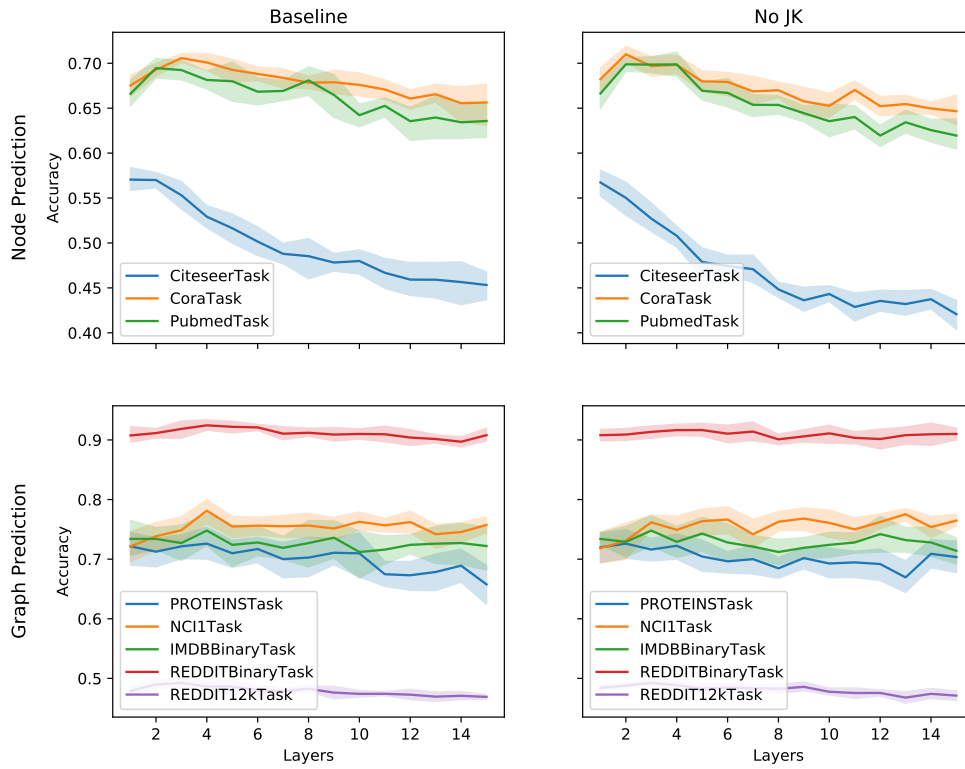 Baseline
No JK
Node Prediction
Accuracy
0.70
0.65
0.60
0.55
0.50
0.45
0.40
CiteseerTask
CoraTask
PubmedTask
CiteseerTask
CoraTask
PubmedTask
Graph Prediction
Accuracy
0.9
0.8
0.7
0.6
0.5
PROTEINSTask
NCI1Task
IMDBBinaryTask
REDDITBinaryTask
REDDIT12kTask
PROTEINSTask
NCI1Task
IMDBBinaryTask
REDDITBinaryTask
REDDIT12kTask
2 4 6 8 10 12 14
Layers
2 4 6 8 10 12 14
Layers